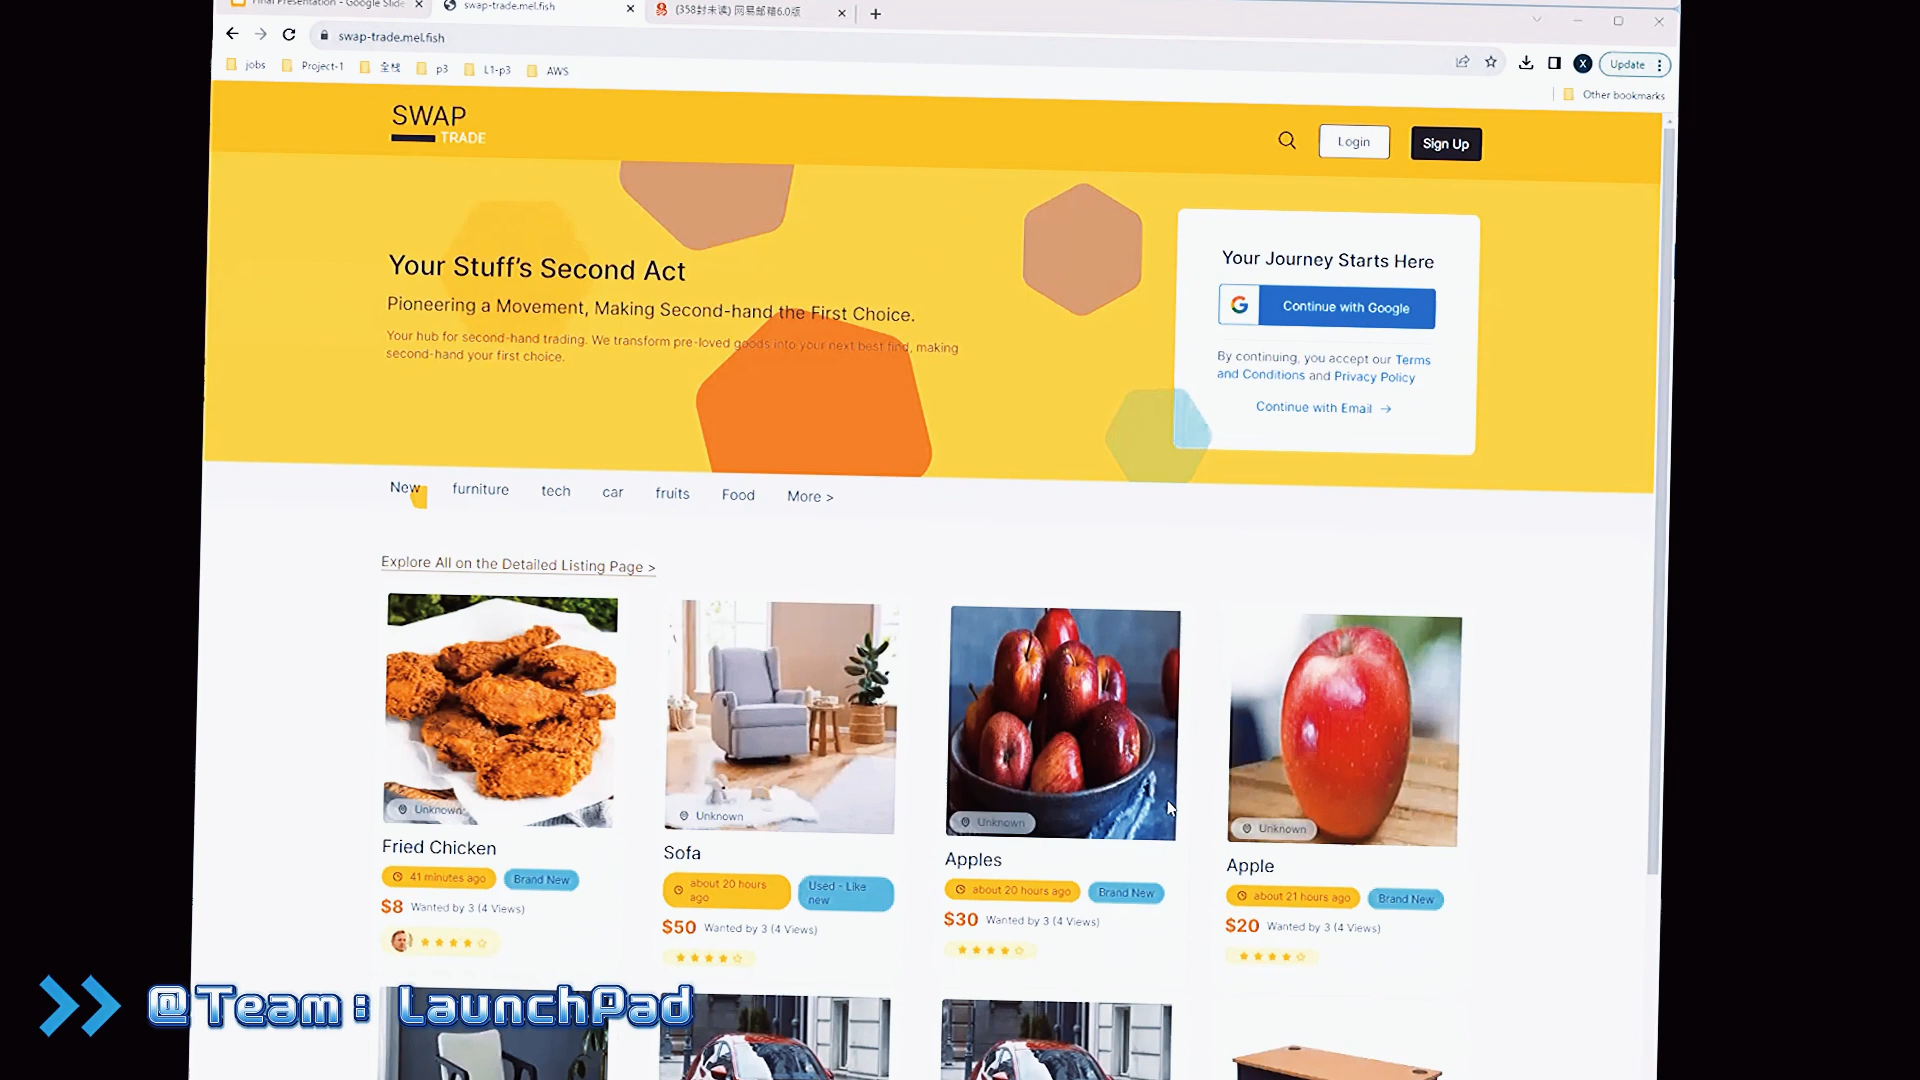 Final Presentation - Google Slide
swap-trade.mel.fish
(358封未读) 网易邮箱6.0版
swap-trade.mel.fish
jobs
Project-1
全栈
p3
L1-p3
AWS
X
Update
Other bookmarks
SWAP
TRADE
Login
Sign Up
Your Stuff's Second Act
Pioneering a Movement, Making Second-hand the First Choice.
Your hub for second-hand trading. We transform pre-loved goods into your next best find, making
second-hand your first choice.
Your Journey Starts Here
G
Continue with Google
By continuing, you accept our Terms
and Conditions and Privacy Policy
Continue with Email →
New
furniture
tech
car
fruits
Food
More >
Explore All on the Detailed Listing Page >
Unknown
Unknown
Unknown
Unknown
Fried Chicken
41 minutes ago
Brand New
$8 Wanted by 3 (4 Views)
Sofa
about 20 hours
ago
Used - Like
new
$50 Wanted by 3 (4 Views)
Apples
about 20 hours ago
Brand New
$30 Wanted by 3 (4 Views)
Apple
about 21 hours ago
Brand New
$20 Wanted by 3 (4 Views)
@Team: LaunchPad